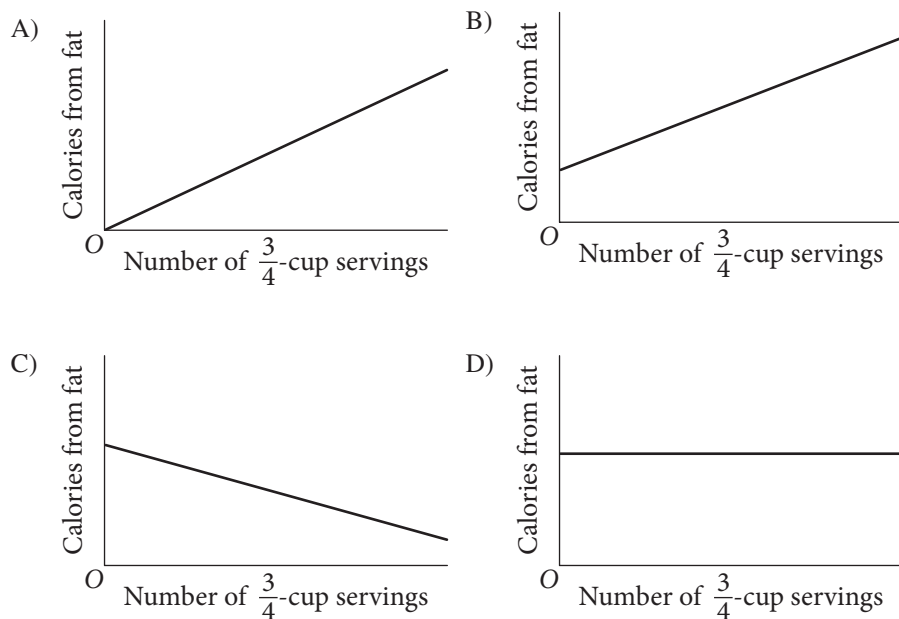 A)
Calories from fat
O
Number of 3/4-cup servings
B)
Calories from fat
O
Number of 3/4-cup servings
C)
Calories from fat
O
Number of 3/4-cup servings
D)
Calories from fat
O
Number of 3/4-cup servings